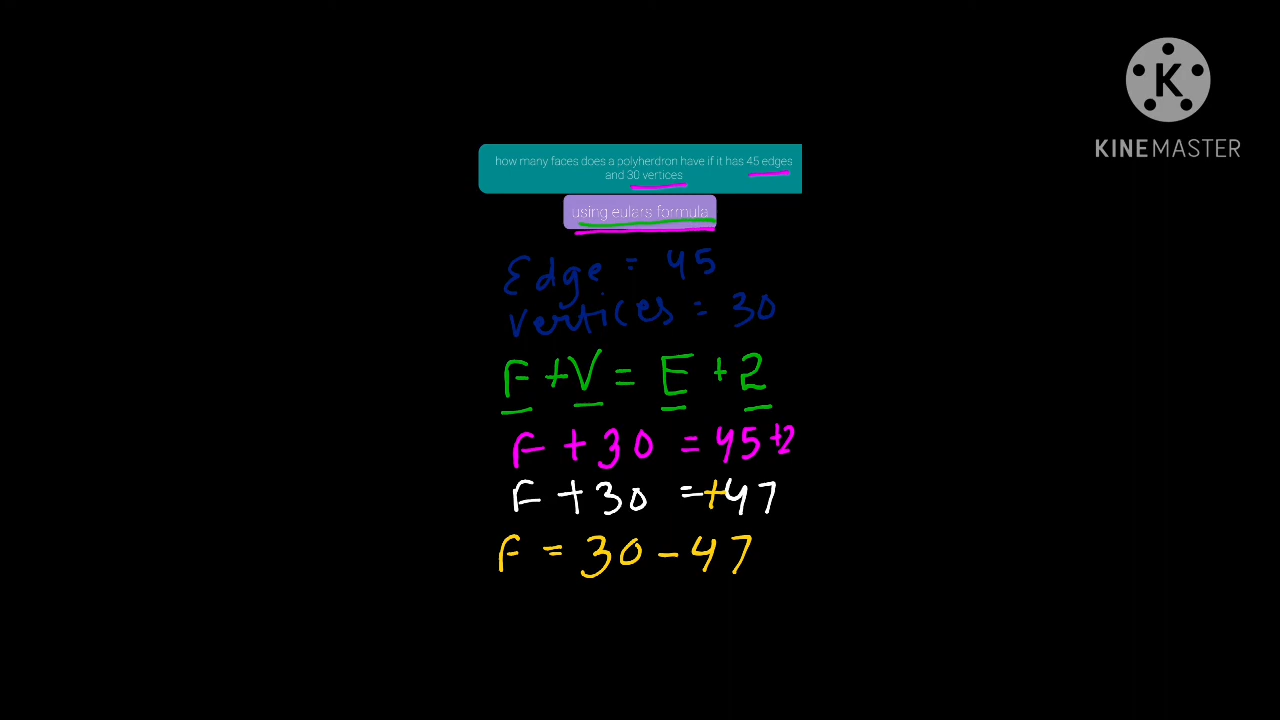 K
KINEMASTER
how many faces does a polyherdron have if it has 45 edges
and 30 vertices
using eulars formula
Edge = 45
Vertices = 30
F + V = E + 2
F + 30 = 45 + 2
F + 30 = +47
F = 30 - 47